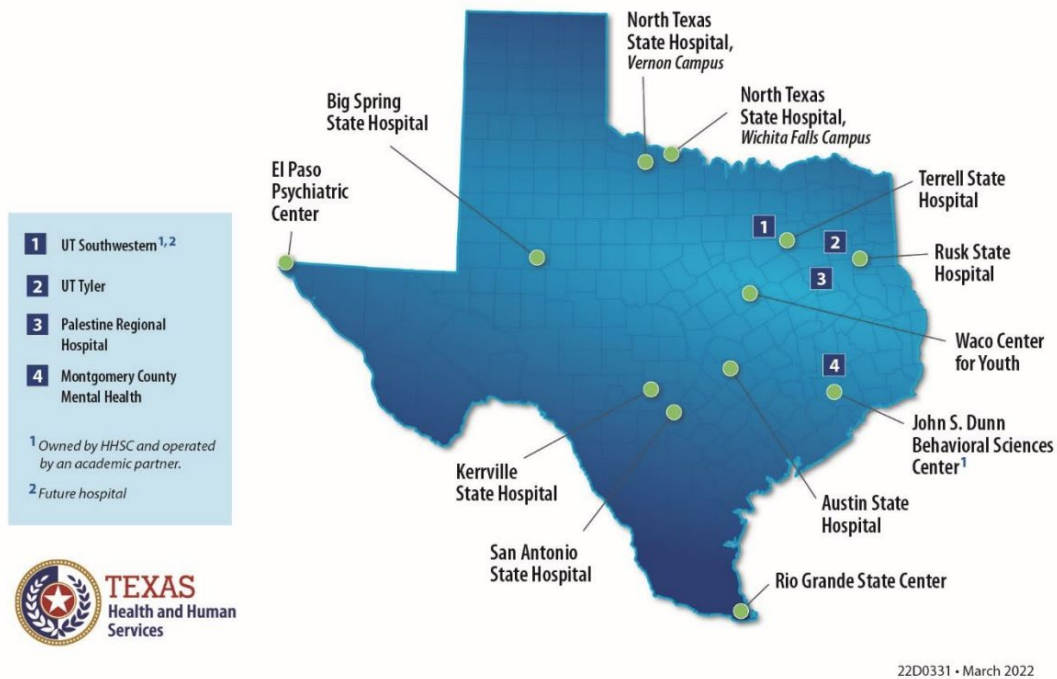 North Texas
State Hospital,
Vernon Campus
North Texas
State Hospital,
Wichita Falls Campus
Big Spring
State Hospital
El Paso
Psychiatric
Center
Terrell State
Hospital
Rusk State
Hospital
Waco Center
for Youth
John S. Dunn
Behavioral Sciences
Center1
Austin State
Hospital
Kerrville
State Hospital
San Antonio
State Hospital
Rio Grande State Center
1
2
3
4
1 UT Southwestern1, 2
2 UT Tyler
3 Palestine Regional
Hospital
4 Montgomery County
Mental Health
1 Owned by HHSC and operated
by an academic partner.
2 Future hospital
TEXAS
Health and Human
Services
22D0331 • March 2022